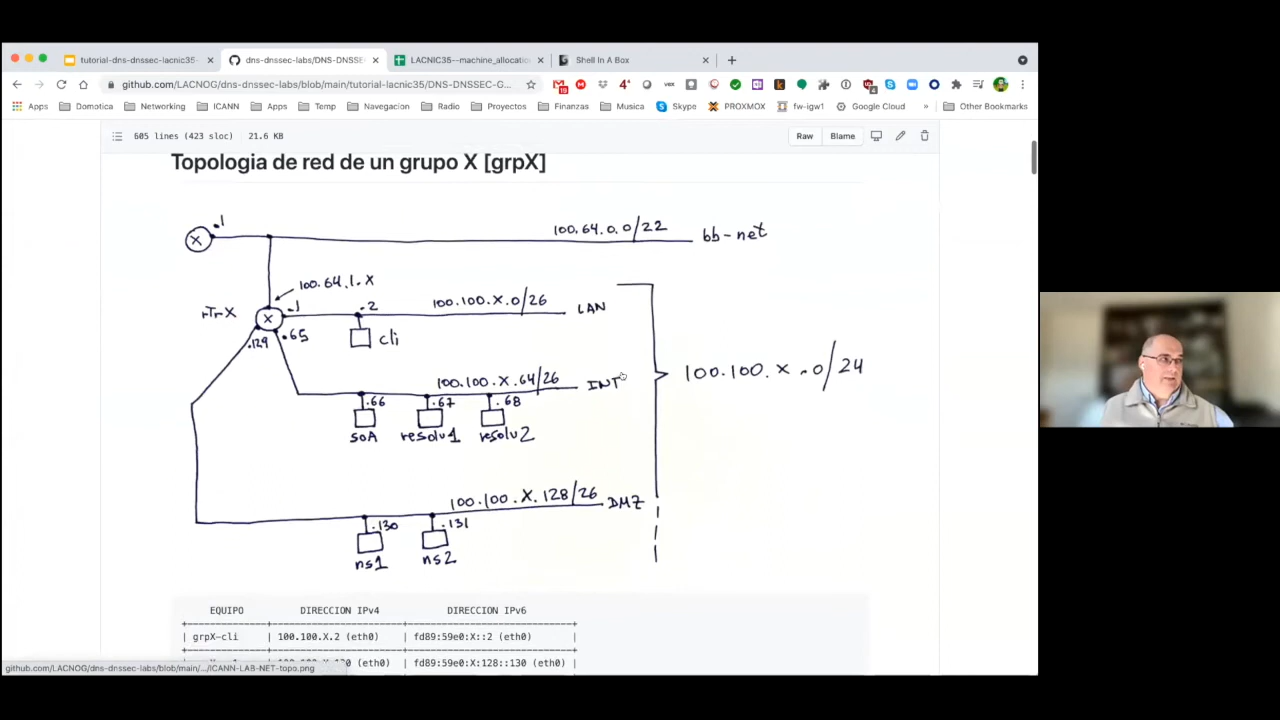 tutorial-dns-dnssec-lacnic35
dns-dnssec-labs/DNS-DNSSE
LACNIC35--machine_allocatio
Shell In A Box
github.com/LACNOG/dns-dnssec-labs/blob/main/tutorial-lacnic35/DNS-DNSSEC-G...
Apps Domotica Networking ICANN Apps Temp Navegacion Radio Proyectos Finanzas Musica Skype PROXMOX fw-igw1 Google Cloud » Other Bookmarks
605 lines (423 sloc) 21.6 KB Raw Blame
Topologia de red de un grupo X [grpX]
.1
100.64.0.0/22 bb-net
X
100.64.1.X
rTrX X .1 .2 100.100.X.0/26 LAN
.129 .65 cli
100.100.X.0/24
100.100.X.64/26 INT
.66 .67 .68
SOA resolv1 resolv2
100.100.X.128/26 DMZ
.130 .131
ns1 ns2
EQUIPO DIRECCION IPv4 DIRECCION IPv6
| grpX-cli | 100.100.X.2 (eth0) | fd89:59e0:X::2 (eth0) |
(eth0) | fd89:59e0:X:128::130 (eth0) |
github.com/LACNOG/dns-dnssec-labs/blob/main/.../ICANN-LAB-NET-topo.png